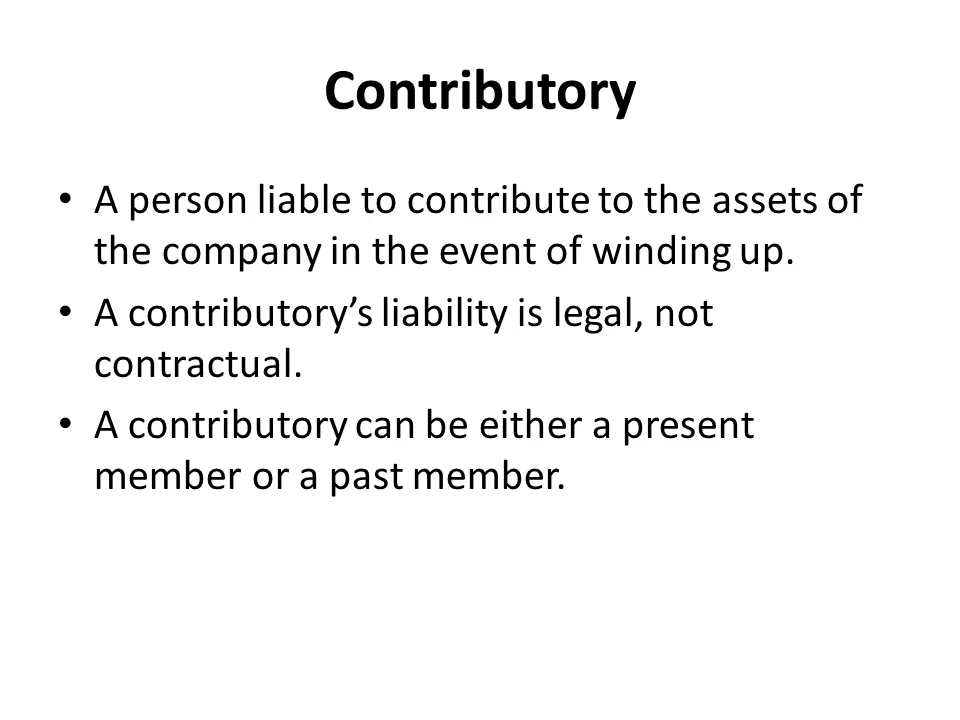 Contributory
• A person liable to contribute to the assets of
the company in the event of winding up.
• A contributory’s liability is legal, not
contractual.
• A contributory can be either a present
member or a past member.